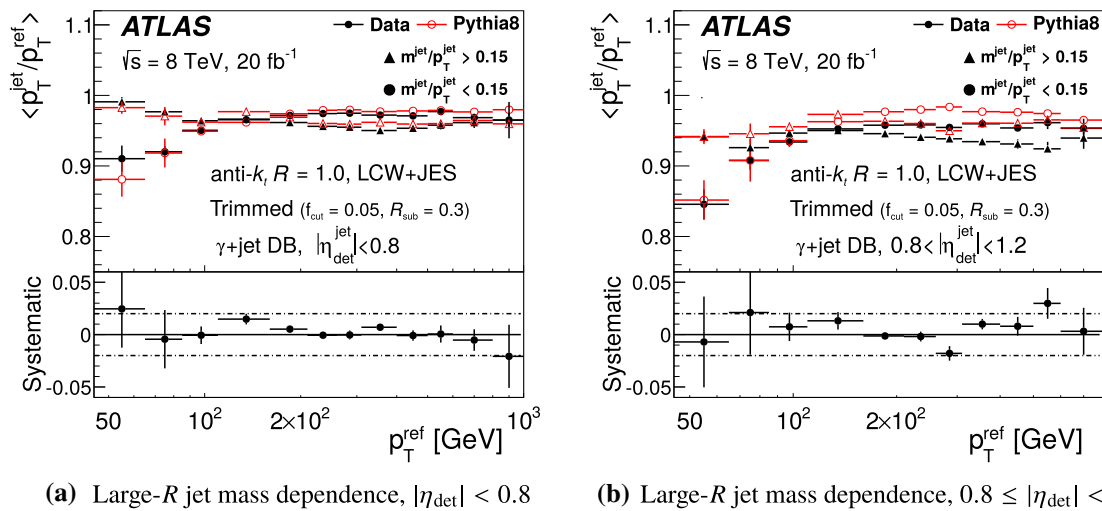 <p_T^jet/p_T^ref>
1.1
1
0.9
0.8
ATLAS
Data Pythia8
√s = 8 TeV, 20 fb⁻¹
m^jet/p_T^jet > 0.15
m^jet/p_T^jet < 0.15
anti-k_t R = 1.0, LCW+JES
Trimmed (f_cut = 0.05, R_sub = 0.3)
γ+jet DB, |η_det^jet|<0.8
Systematic
0.05
0
-0.05
50 10² 2×10² 10³
p_T^ref [GeV]
(a) Large-R jet mass dependence, |η_det| < 0.8
<p_T^jet/p_T^ref>
1.1
1
0.9
0.8
ATLAS
Data Pythia8
√s = 8 TeV, 20 fb⁻¹
m^jet/p_T^jet > 0.15
m^jet/p_T^jet < 0.15
anti-k_t R = 1.0, LCW+JES
Trimmed (f_cut = 0.05, R_sub = 0.3)
γ+jet DB, 0.8<|η_det^jet|<1.2
Systematic
0.05
0
-0.05
50 10² 2×10²
p_T^ref [GeV]
(b) Large-R jet mass dependence, 0.8 ≤ |η_det| <